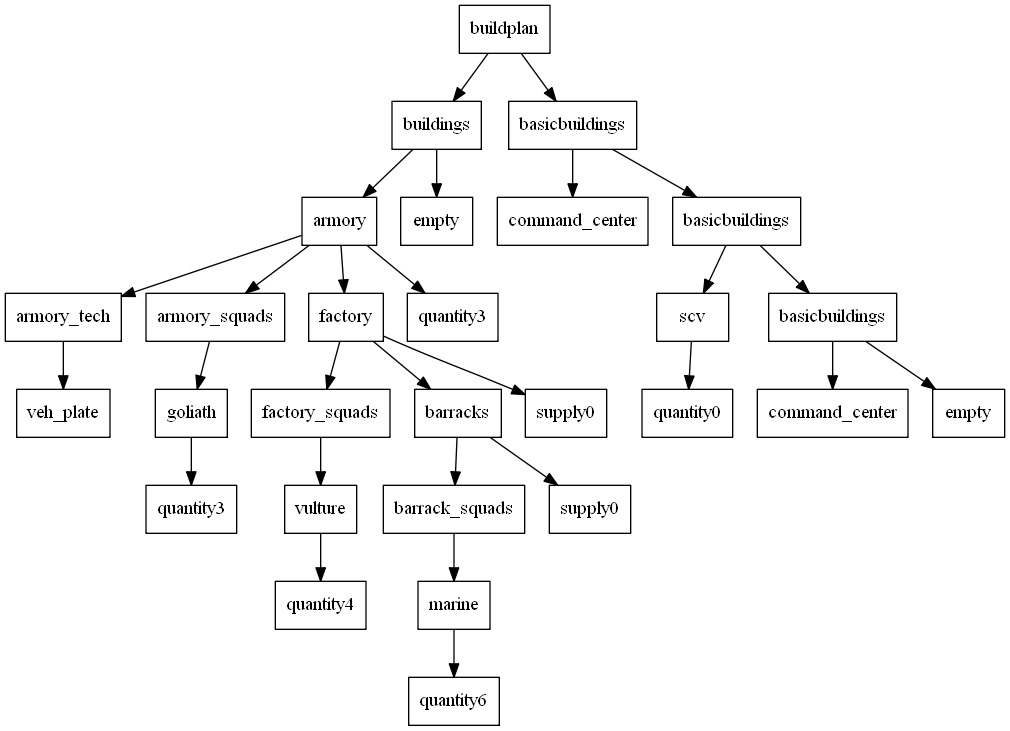 buildplan
buildings
basicbuildings
armory
empty
command_center
basicbuildings
armory_tech
armory_squads
factory
quantity3
scv
basicbuildings
veh_plate
goliath
factory_squads
barracks
supply0
quantity0
command_center
empty
quantity3
vulture
barrack_squads
supply0
quantity4
marine
quantity6